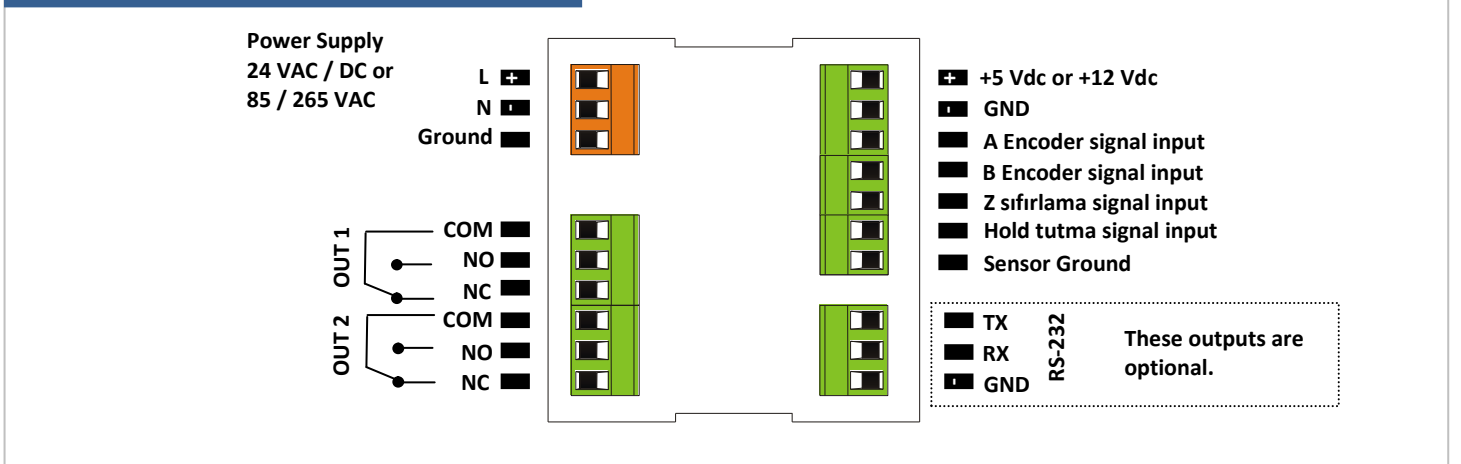 Power Supply
24 VAC / DC or
85 / 265 VAC
L +
N -
Ground
OUT 1
COM
NO
NC
OUT 2
COM
NO
NC
+ +5 Vdc or +12 Vdc
- GND
A Encoder signal input
B Encoder signal input
Z sıfırlama signal input
Hold tutma signal input
Sensor Ground
TX
RX
- GND
RS-232
These outputs are
optional.